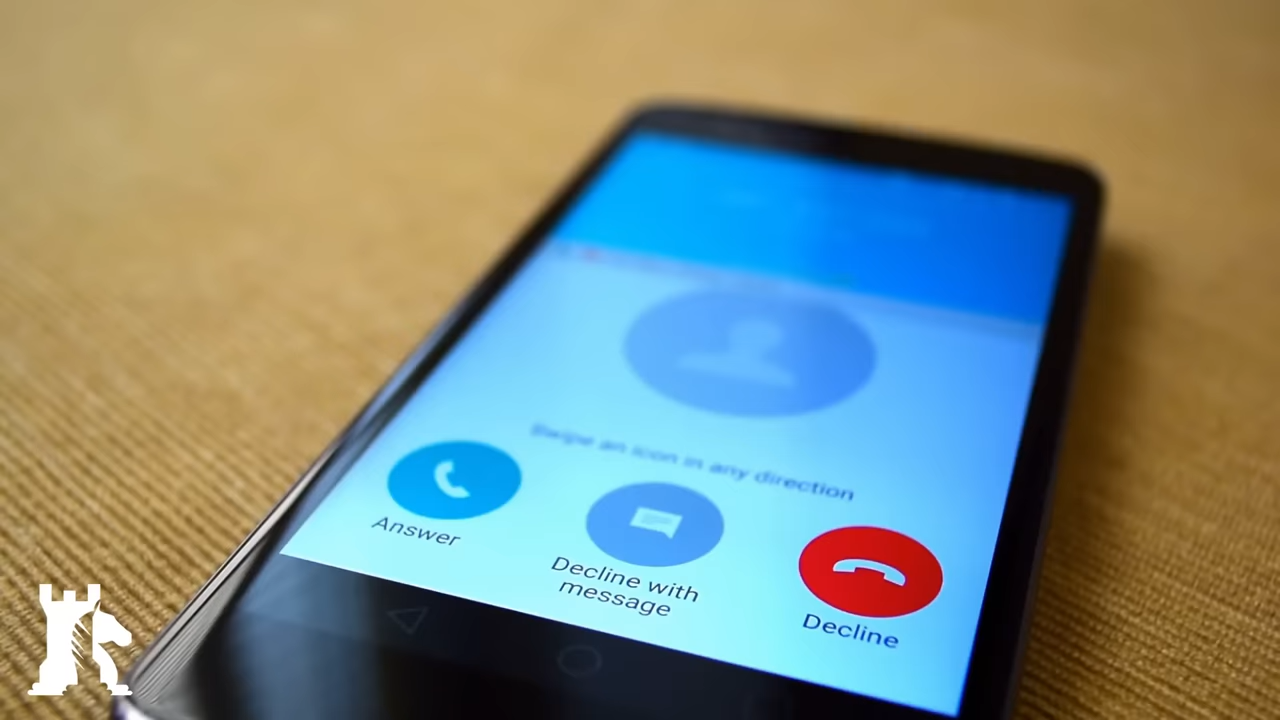 Swipe an icon in any direction
Answer
Decline with
message
Decline